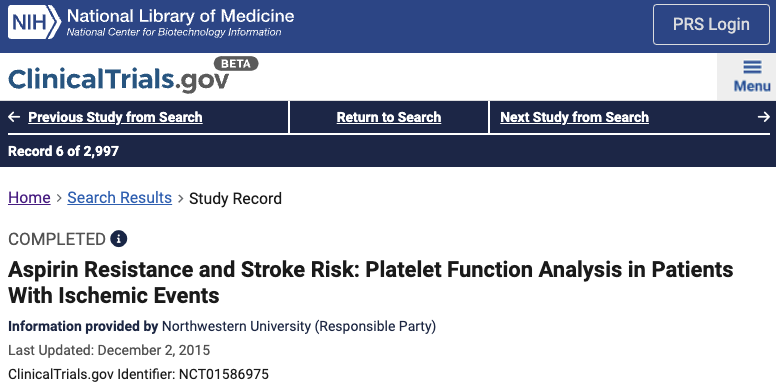 NIH National Library of Medicine
National Center for Biotechnology Information
PRS Login
ClinicalTrials.gov BETA
Menu
← Previous Study from Search Return to Search Next Study from Search →
Record 6 of 2,997
Home > Search Results > Study Record
COMPLETED i
Aspirin Resistance and Stroke Risk: Platelet Function Analysis in Patients
With Ischemic Events
Information provided by Northwestern University (Responsible Party)
Last Updated: December 2, 2015
ClinicalTrials.gov Identifier: NCT01586975